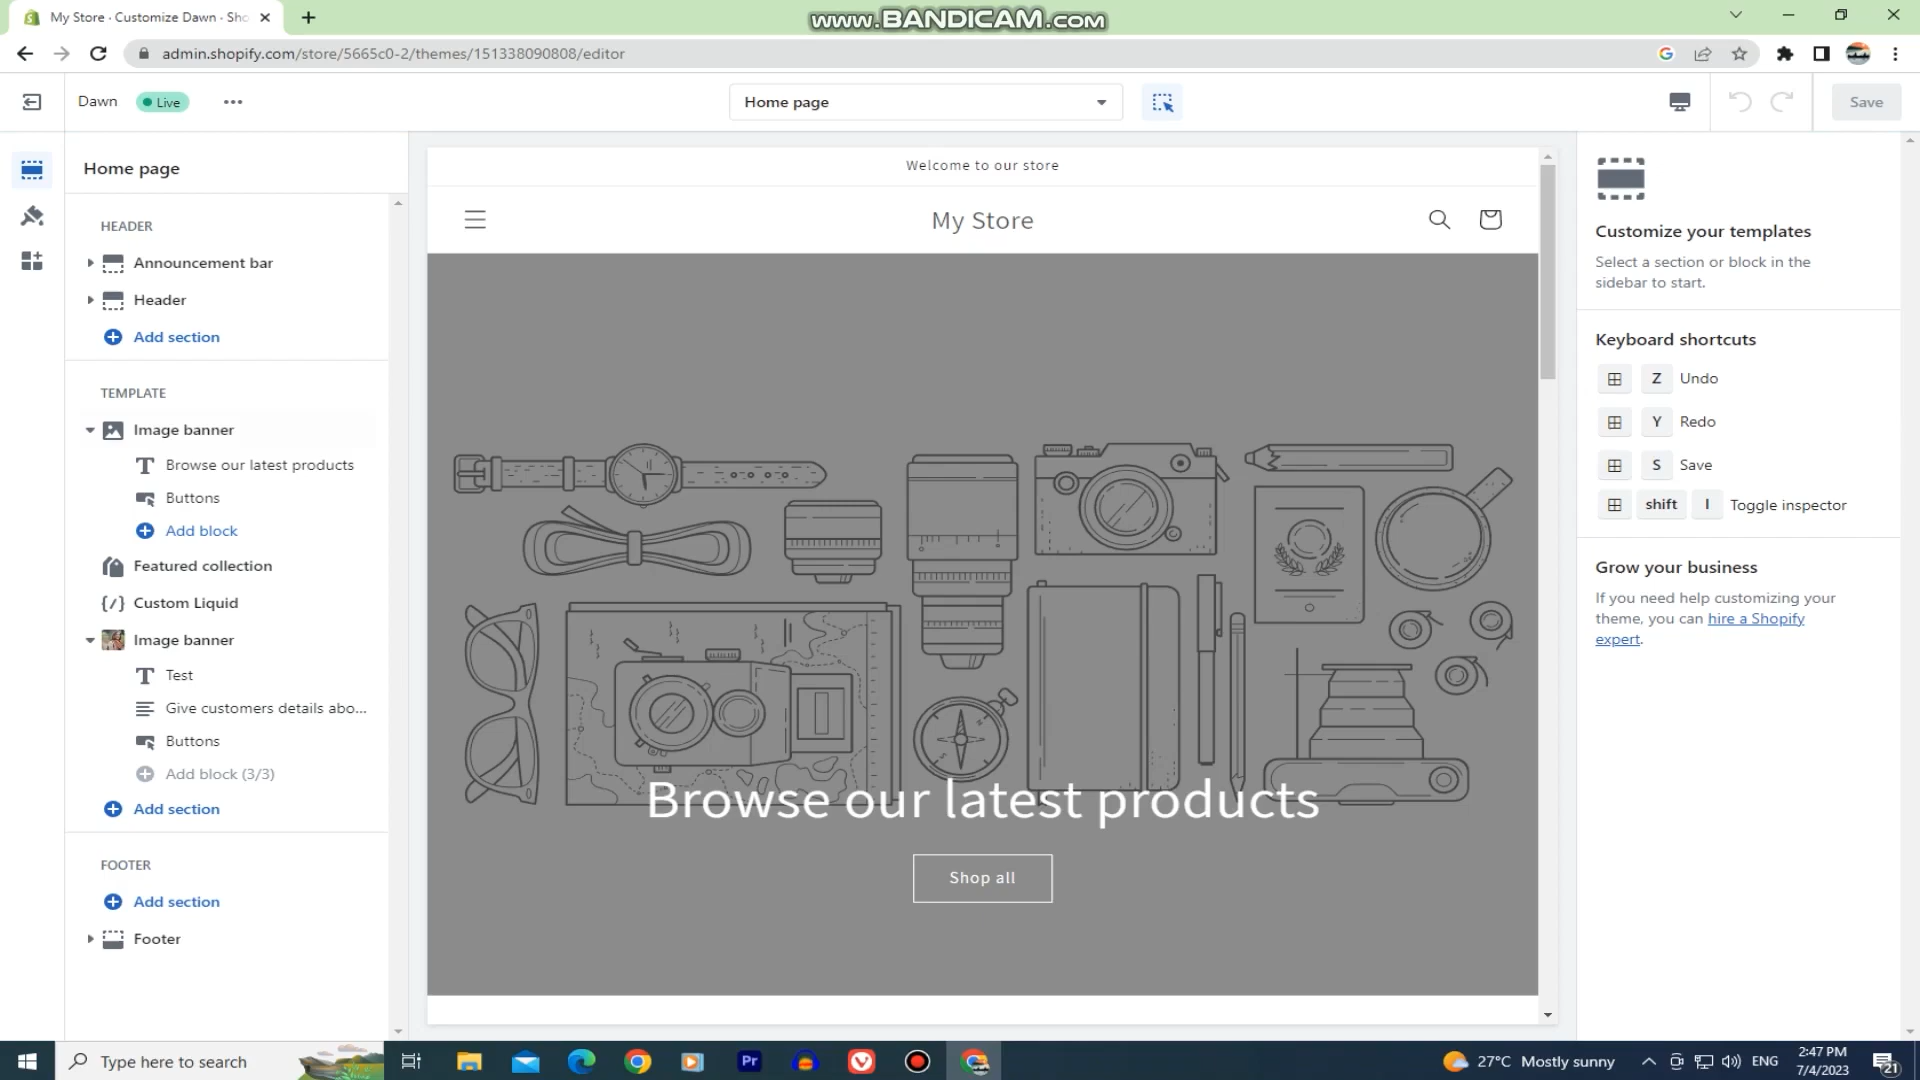 My Store · Customize Dawn · Sho
www.BANDICAM.com
admin.shopify.com/store/5665c0-2/themes/151338090808/editor
Dawn
Live
Home page
Save
Home page
HEADER
Announcement bar
Header
Add section
TEMPLATE
Image banner
Browse our latest products
Buttons
Add block
Featured collection
Custom Liquid
Image banner
Test
Give customers details abo...
Buttons
Add block (3/3)
Add section
FOOTER
Add section
Footer
Welcome to our store
My Store
Browse our latest products
Shop all
Customize your templates
Select a section or block in the
sidebar to start.
Keyboard shortcuts
Z Undo
Y Redo
S Save
shift I Toggle inspector
Grow your business
If you need help customizing your
theme, you can hire a Shopify
expert.
Type here to search
Pr
27°C Mostly sunny
ENG
2:47 PM
7/4/2023
21